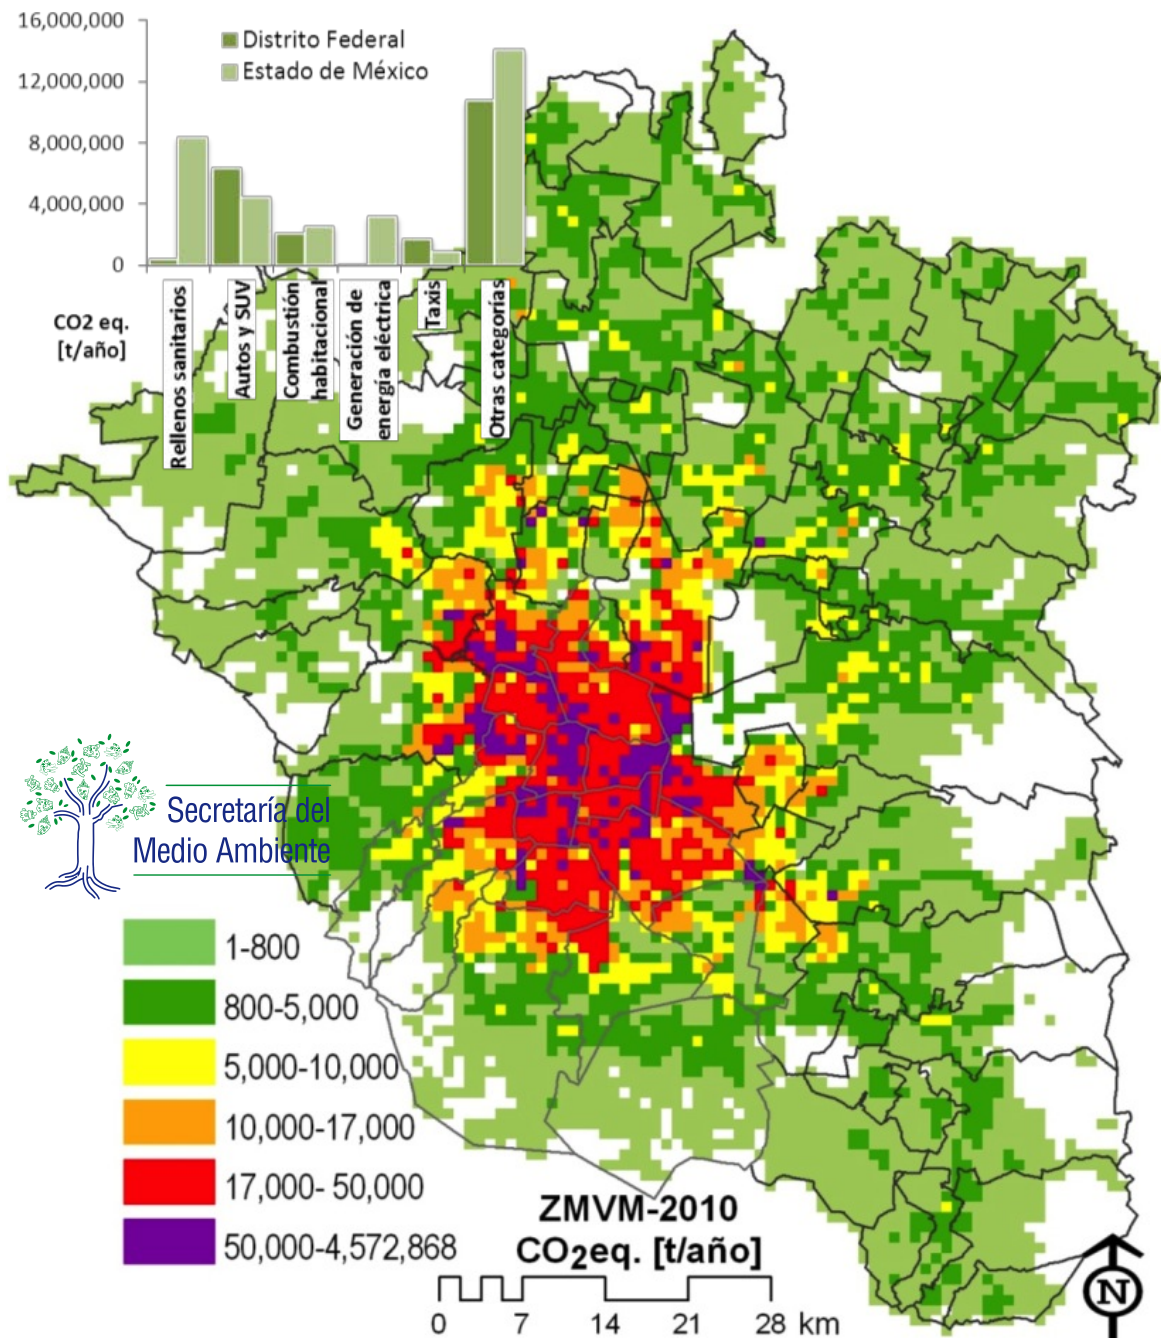 16,000,000
12,000,000
8,000,000
4,000,000
0
Distrito Federal
Estado de México
CO2 eq.
[t/año]
Rellenos sanitarios
Autos y SUV
Combustión
habitacional
Generación de
energía eléctrica
Taxis
Otras categorías
Secretaría del
Medio Ambiente
1-800
800-5,000
5,000-10,000
10,000-17,000
17,000- 50,000
50,000-4,572,868
ZMVM-2010
CO2eq. [t/año]
0 7 14 21 28 km
N